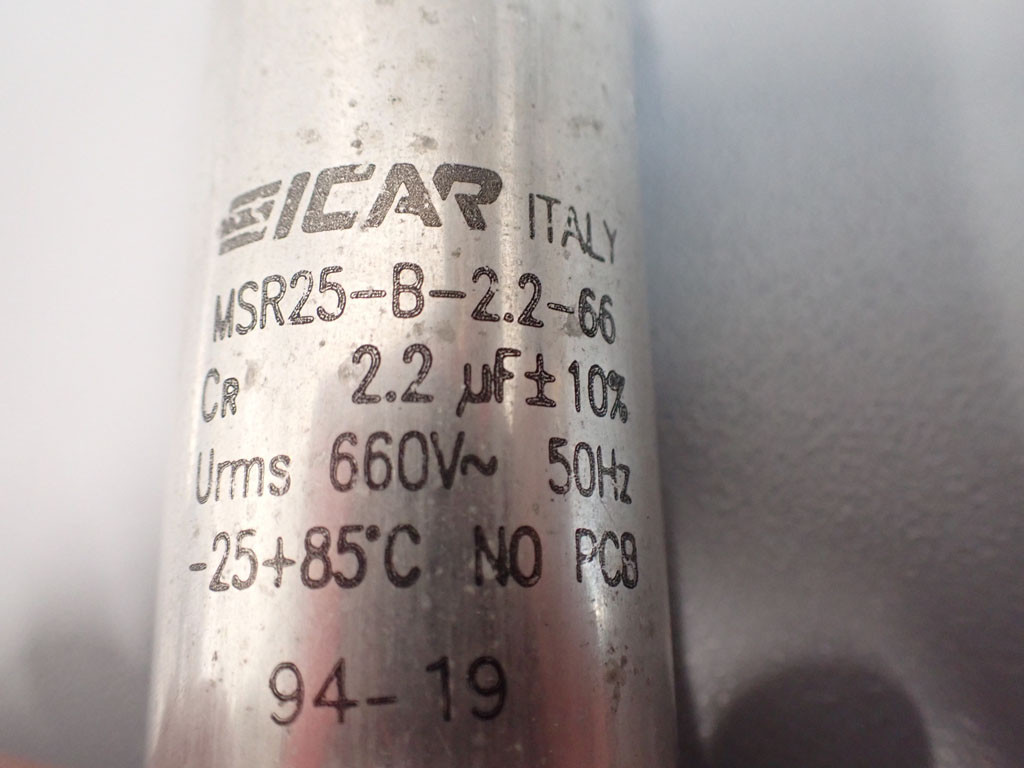 ICAR ITALY
MSR25-B-2.2-66
CR 2.2 µF ± 10%
Urms 660V~ 50Hz
-25+85°C NO PCB
94-19